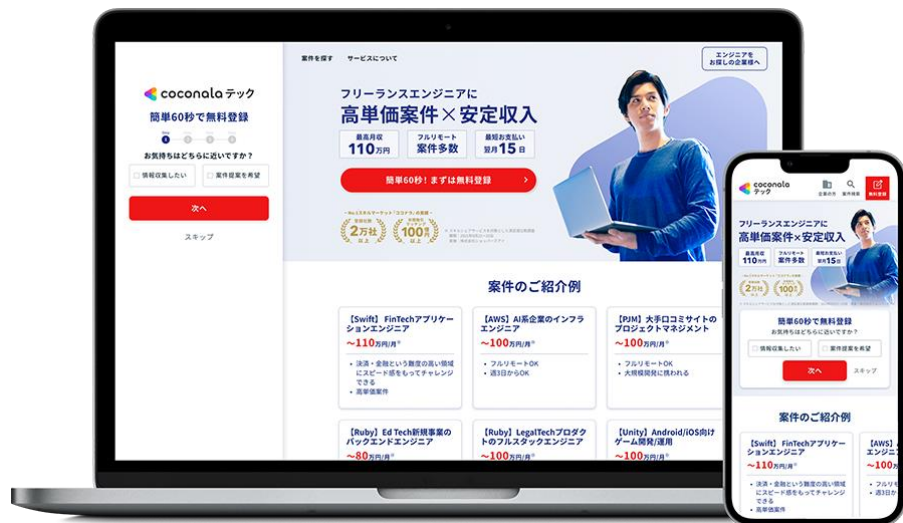 案件を探す サービスについて
エンジニアを
お探しの企業様へ
coconala テック
簡単60秒で無料登録
1 2 3 4
お気持ちはどちらに近いですか？
情報収集したい 案件提案を希望
次へ
スキップ
フリーランスエンジニアに
高単価案件×安定収入
最高月収
110万円
フルリモート
案件多数
最短お支払い
翌月15日
簡単60秒！まずは無料登録
2万社
以上
100
以上
案件のご紹介例
【Swift】FinTechアプリケー
ションエンジニア
～110万円/月※
・決済・金融という難度の高い領域
にスピード感をもってチャレンジ
できる
・高単価案件
【AWS】AI系企業のインフラ
エンジニア
～100万円/月※
・フルリモートOK
・週3日からOK
【PJM】大手口コミサイトの
プロジェクトマネジメント
～100万円/月※
・フルリモートOK
・大規模開発に携われる
【Ruby】Ed Tech新規事業の
バックエンドエンジニア
～80万円/月※
【Ruby】LegalTechプロダク
トのフルスタックエンジニア
～100万円/月※
【Unity】Android/iOS向け
ゲーム開発/運用
～100万円/月※
coconala
テック
企業の方 案件検索 無料登録
フリーランスエンジニアに
高単価案件×安定収入
最高月収
110万円
フルリモート
案件多数
最短お支払い
翌月15日
2万社
100
簡単60秒で無料登録
お気持ちはどちらに近いですか？
情報収集したい 案件提案を希望
次へ スキップ
案件のご紹介例
【Swift】FinTechアプリケー
ションエンジニア
～110万円/月※
・決済・金融という難度の高い領域
にスピード感をもってチャレンジ
できる
・高単価案件
【AWS】
エンジニ
～100
・フルリモ
・週3日か